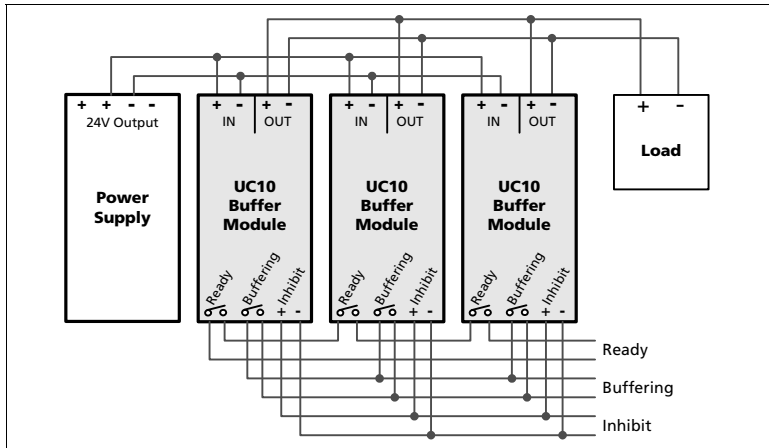 + + - -
24V Output
Power
Supply
+ - + -
IN OUT
UC10
Buffer
Module
Ready
Buffering
Inhibit
+ -
+ - + -
IN OUT
UC10
Buffer
Module
Ready
Buffering
Inhibit
+ -
+ - + -
IN OUT
UC10
Buffer
Module
Ready
Buffering
Inhibit
+ -
+ -
Load
Ready
Buffering
Inhibit